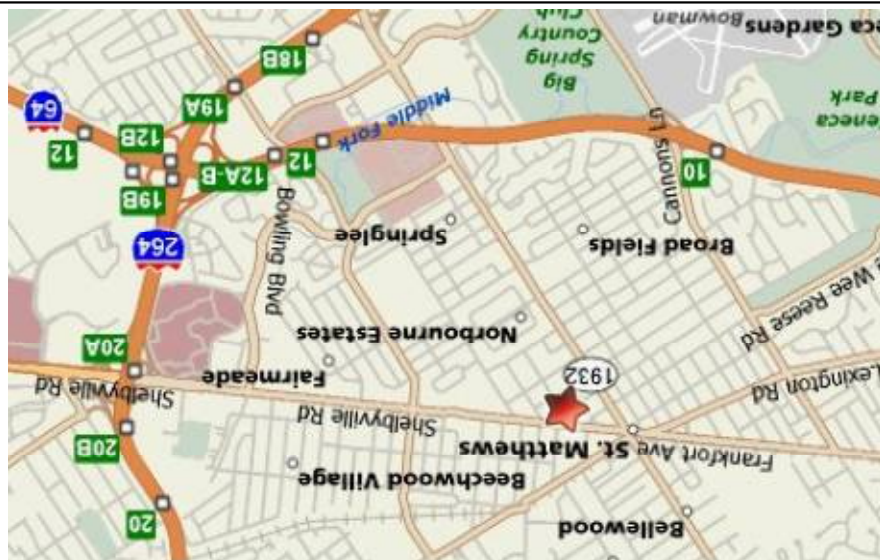 Bellewood
20
Beechwood Village
20B
Frankfort Ave
St. Matthews
Shelbyville Rd
Shelbyville Rd
Lexington Rd
1932
Fairmeade
20A
Wee Reese Rd
Norbourne Estates
Broad Fields
Springlee
Bowling Blvd
264
Cannons Ln
19B
10
12
12A-B
12B
12
Seneca
Park
Middle Fork
19A
64
Big
Spring
Country
Club
18B
eca Gardens
Bowman